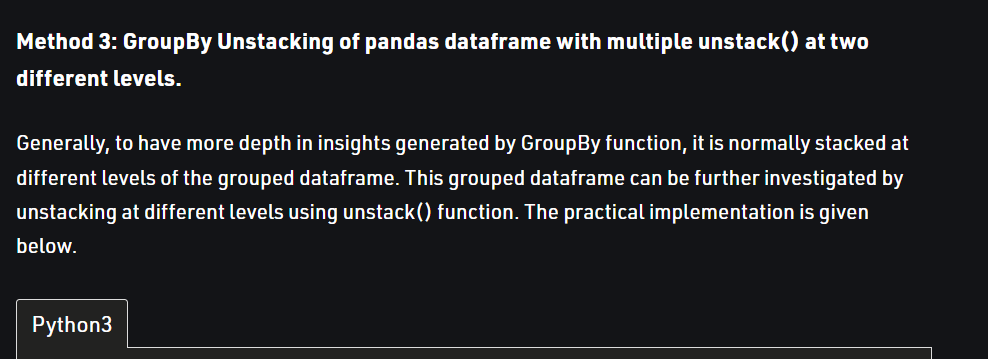 Method 3: GroupBy Unstacking of pandas dataframe with multiple unstack() at two
different levels.
Generally, to have more depth in insights generated by GroupBy function, it is normally stacked at
different levels of the grouped dataframe. This grouped dataframe can be further investigated by
unstacking at different levels using unstack() function. The practical implementation is given
below.
Python3